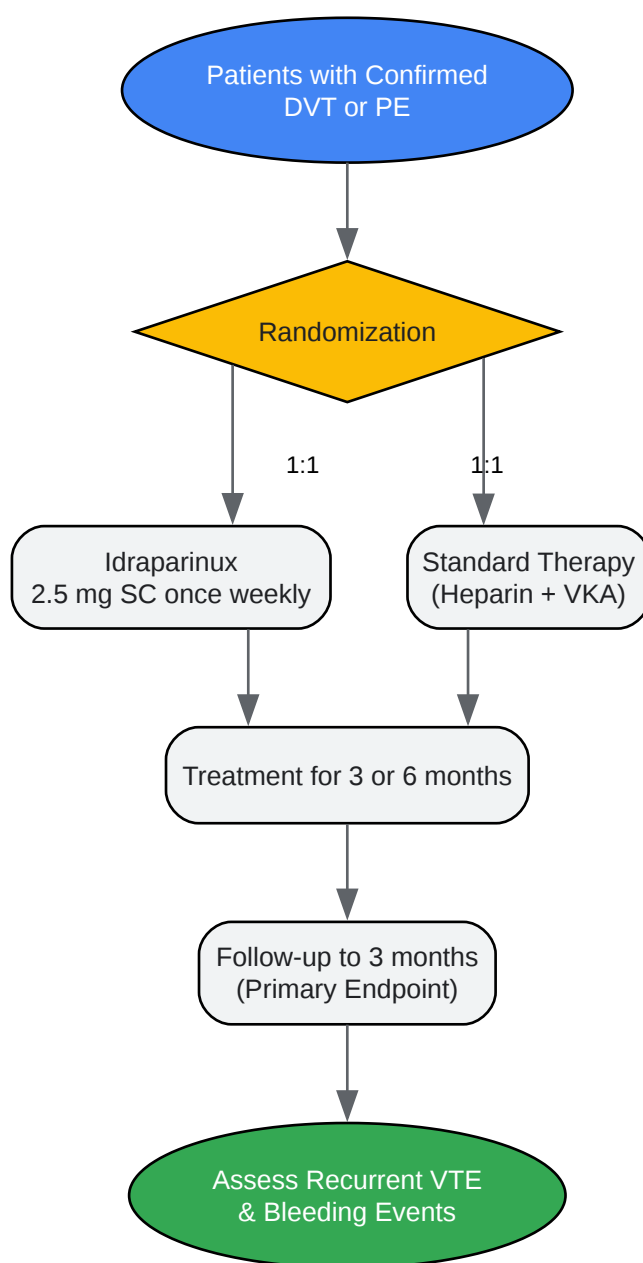 Patients with Confirmed
DVT or PE
Randomization
1:1
1:1
Idraparinux
2.5 mg SC once weekly
Standard Therapy
(Heparin + VKA)
Treatment for 3 or 6 months
Follow-up to 3 months
(Primary Endpoint)
Assess Recurrent VTE
& Bleeding Events